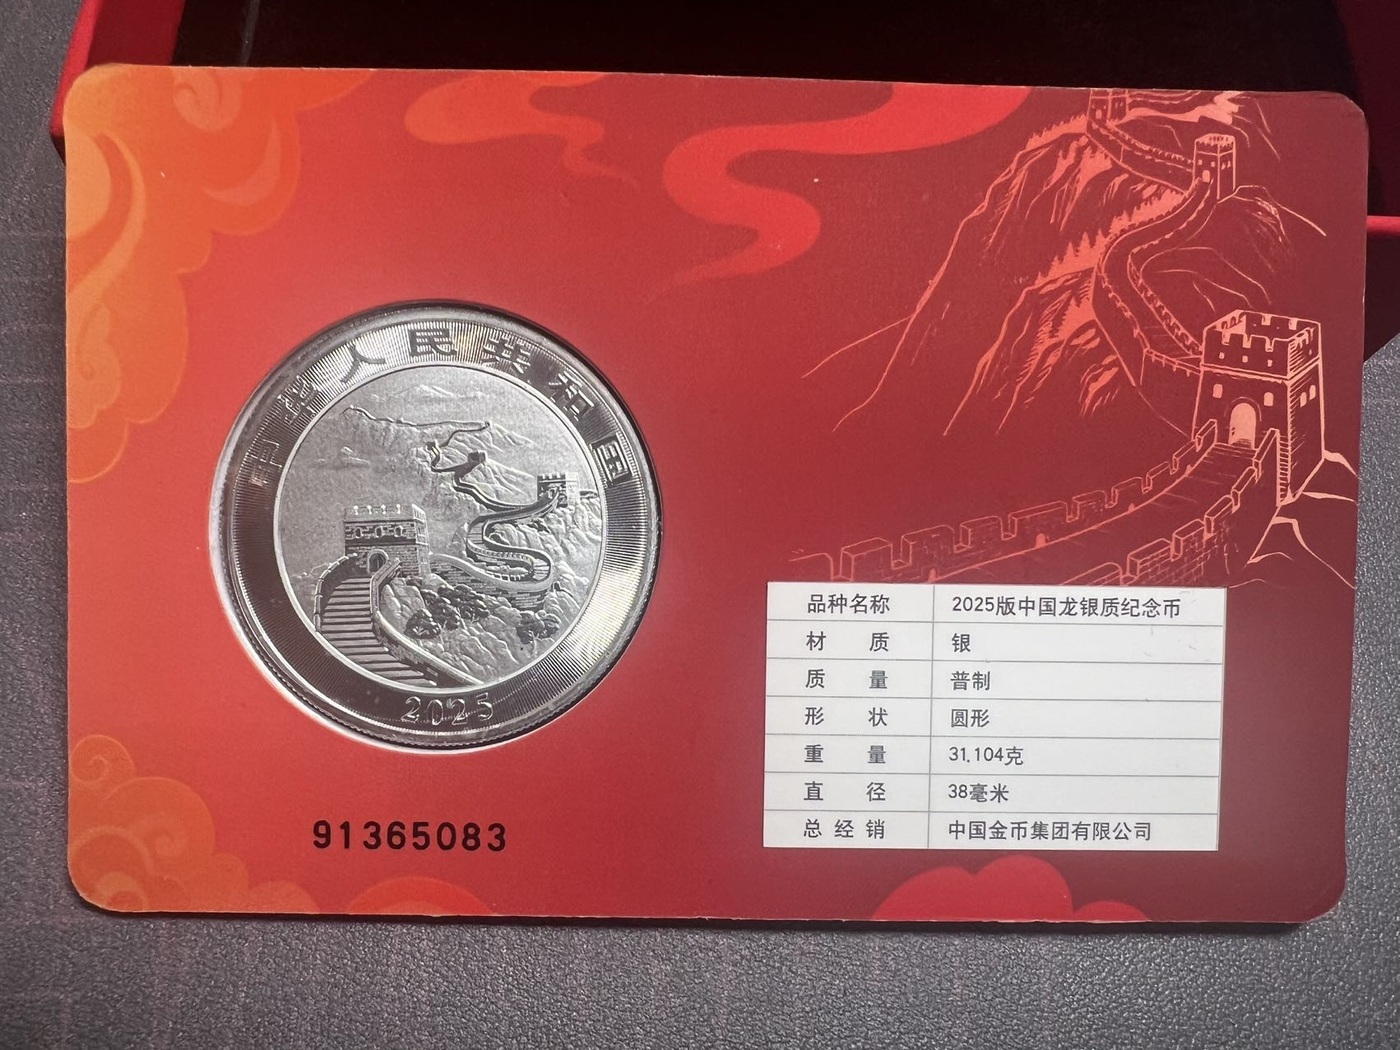 中华人民共和国
2025
91365083
品种名称 2025版中国龙银质纪念币
材 质 银
质 量 普制
形 状 圆形
重 量 31.104克
直 径 38毫米
总 经 销 中国金币集团有限公司